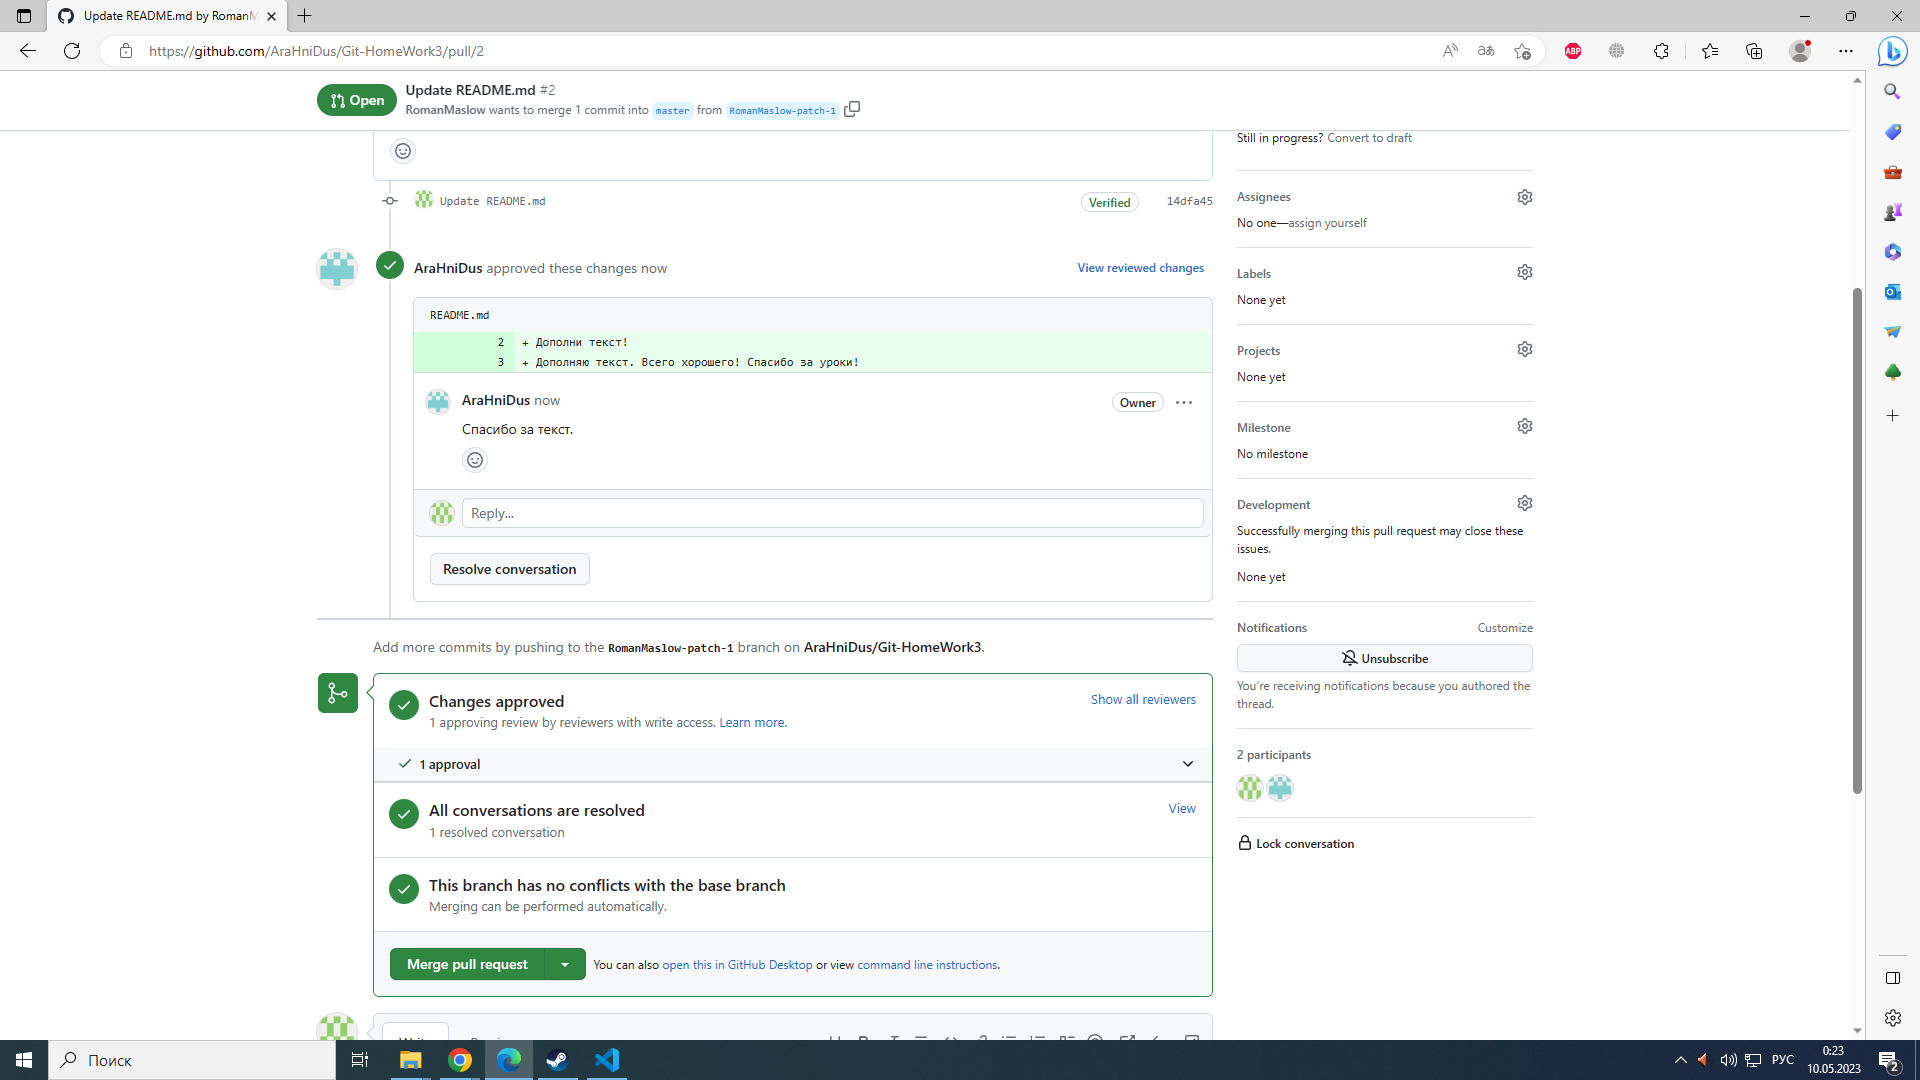 Update README.md by RomanM
https://github.com/AraHniDus/Git-HomeWork3/pull/2
ABP
Open
Update README.md #2
RomanMaslow wants to merge 1 commit into master from RomanMaslow-patch-1
Still in progress? Convert to draft
Update README.md
Verified
14dfa45
Assignees
No one—assign yourself
AraHniDus approved these changes now
View reviewed changes
Labels
None yet
README.md
2 + Дополни текст!
3 + Дополняю текст. Всего хорошего! Спасибо за уроки!
Projects
None yet
AraHniDus now
Owner
Спасибо за текст.
Milestone
No milestone
Reply...
Development
Successfully merging this pull request may close these
issues.
None yet
Resolve conversation
Notifications
Customize
Unsubscribe
You're receiving notifications because you authored the
thread.
Add more commits by pushing to the RomanMaslow-patch-1 branch on AraHniDus/Git-HomeWork3.
Changes approved
Show all reviewers
1 approving review by reviewers with write access. Learn more.
1 approval
2 participants
All conversations are resolved
View
1 resolved conversation
Lock conversation
This branch has no conflicts with the base branch
Merging can be performed automatically.
Merge pull request
You can also open this in GitHub Desktop or view command line instructions.
Поиск
РУС
0:23
10.05.2023
2